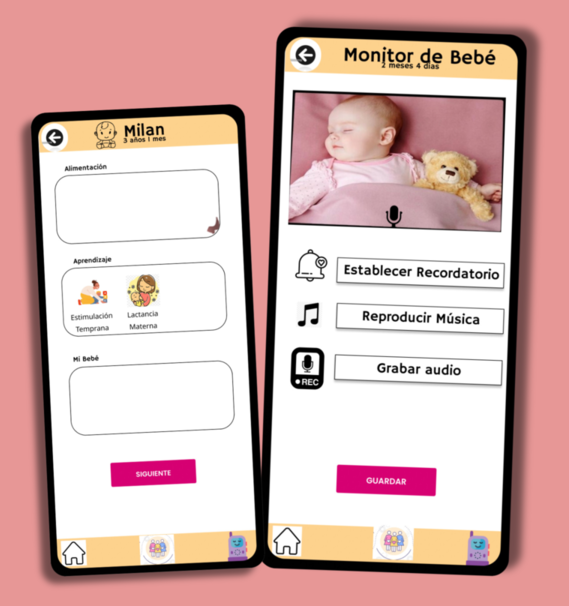 Milan
3 años 1 mes
Alimentación
Aprendizaje
Estimulación
Temprana
Lactancia
Materna
Mi Bebè
SIGUIENTE
Monitor de Bebé
2 meses 4 días
Establecer Recordatorio
Reproducir Música
REC
Grabar audio
GUARDAR